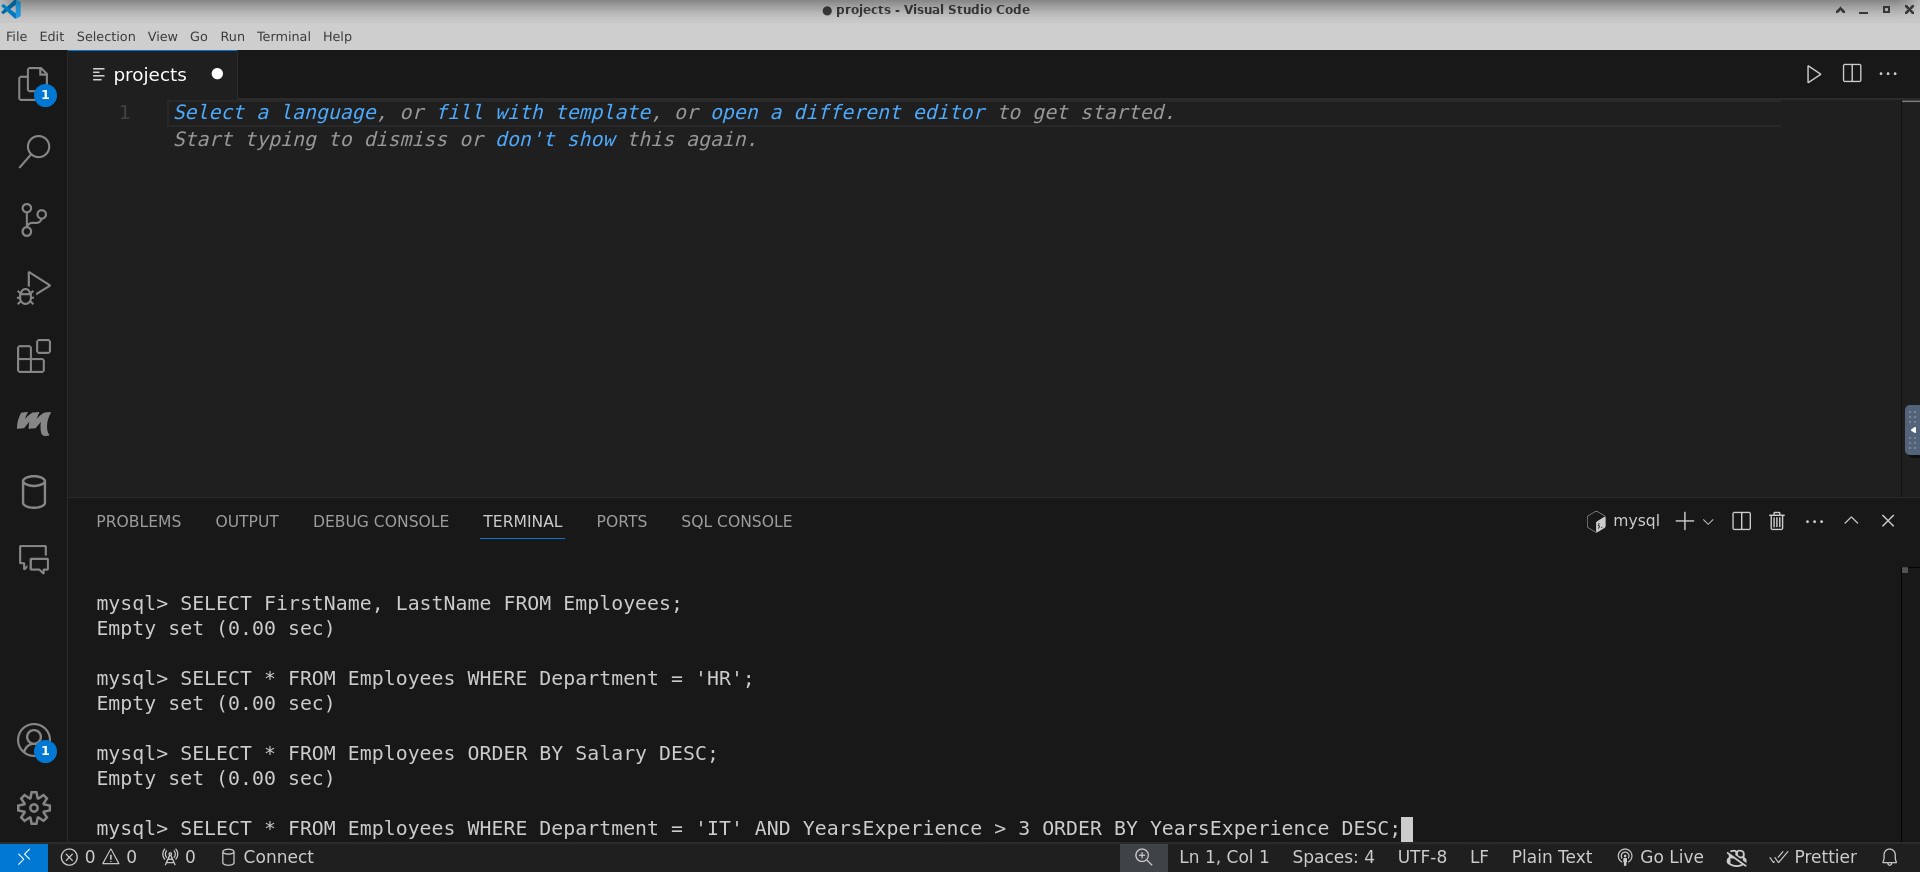 ● projects - Visual Studio Code
File Edit Selection View Go Run Terminal Help
projects
1
Select a language, or fill with template, or open a different editor to get started.
Start typing to dismiss or don't show this again.
PROBLEMS OUTPUT DEBUG CONSOLE TERMINAL PORTS SQL CONSOLE
mysql
mysql> SELECT FirstName, LastName FROM Employees;
Empty set (0.00 sec)
mysql> SELECT * FROM Employees WHERE Department = 'HR';
Empty set (0.00 sec)
mysql> SELECT * FROM Employees ORDER BY Salary DESC;
Empty set (0.00 sec)
mysql> SELECT * FROM Employees WHERE Department = 'IT' AND YearsExperience > 3 ORDER BY YearsExperience DESC;
1
1
0 0 0 Connect Ln 1, Col 1 Spaces: 4 UTF-8 LF Plain Text Go Live Prettier